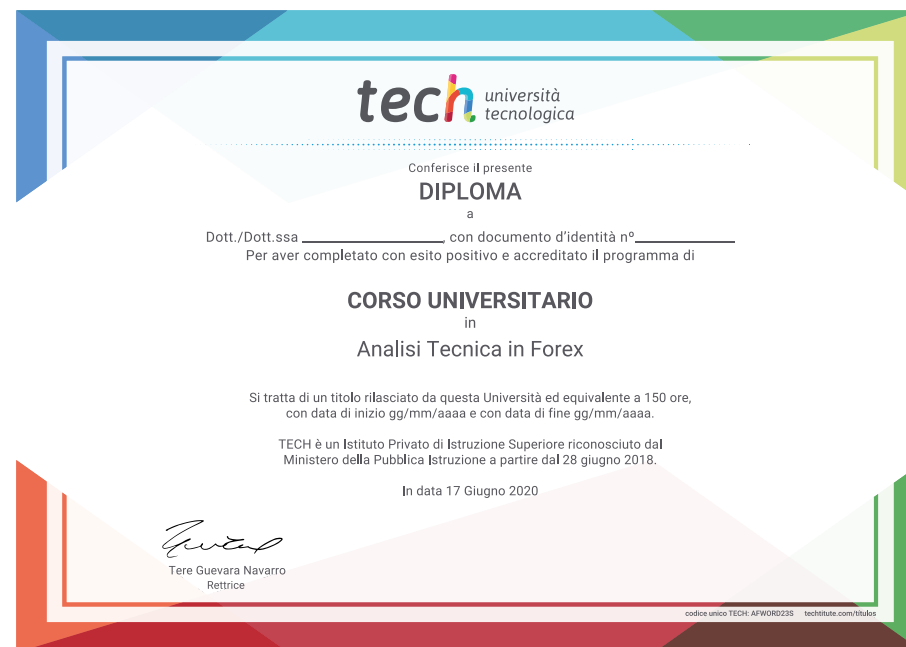 tech università
tecnologica
Conferisce il presente
DIPLOMA
a
Dott./Dott.ssa ____________________, con documento d'identità nº______________
Per aver completato con esito positivo e accreditato il programma di
CORSO UNIVERSITARIO
in
Analisi Tecnica in Forex
Si tratta di un titolo rilasciato da questa Università ed equivalente a 150 ore,
con data di inizio gg/mm/aaaa e con data di fine gg/mm/aaaa.
TECH è un Istituto Privato di Istruzione Superiore riconosciuto dal
Ministero della Pubblica Istruzione a partire dal 28 giugno 2018.
In data 17 Giugno 2020
Tere Guevara Navarro
Rettrice
codice unico TECH: AFWORD23S techtitute.com/titulos